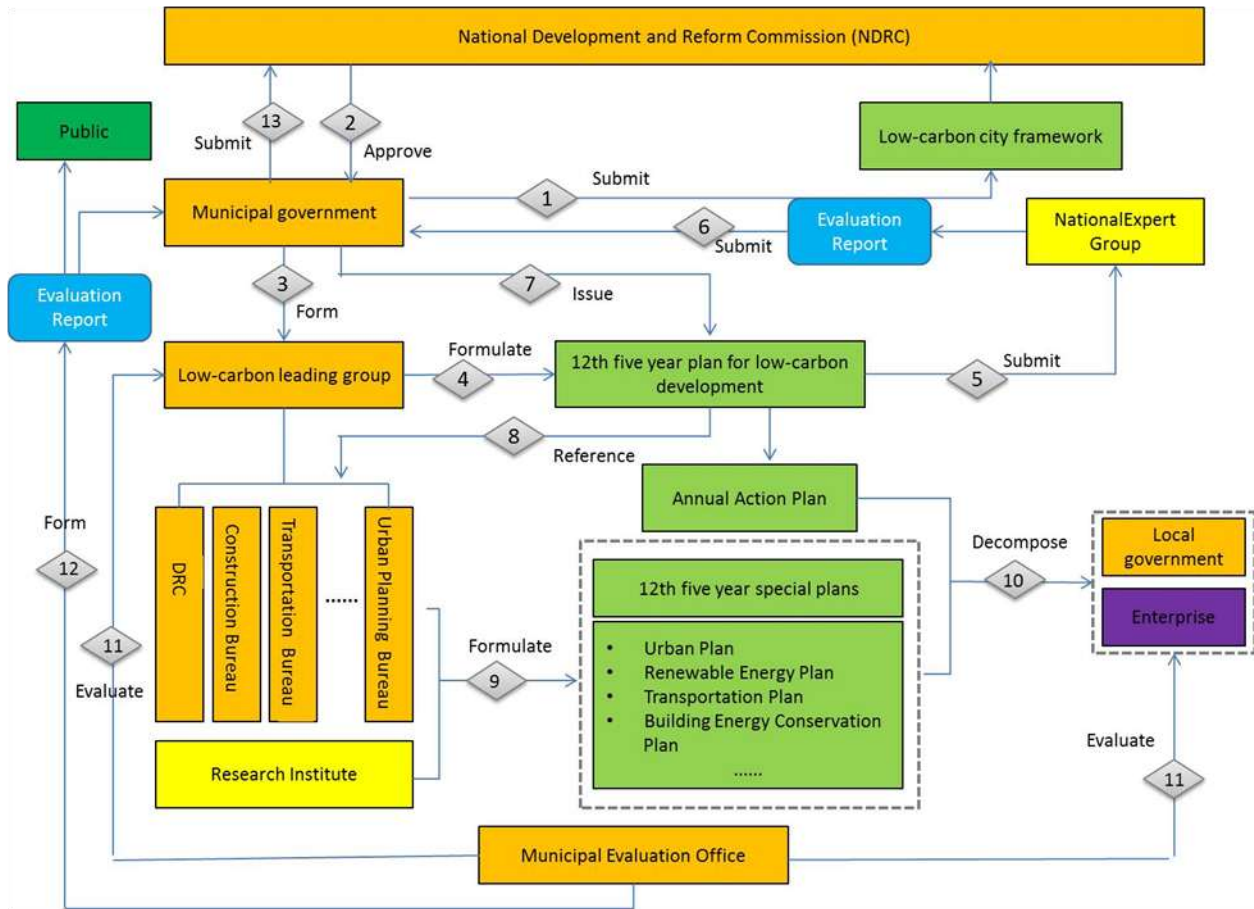 National Development and Reform Commission (NDRC)
Public
13
2
Submit
Approve
Low-carbon city framework
Municipal government
1
Submit
6
Submit
Evaluation
Report
NationalExpert
Group
Evaluation
Report
3
Form
7
Issue
Low-carbon leading group
Formulate
4
12th five year plan for low-carbon
development
5
Submit
8
Reference
Annual Action Plan
Form
12
DRC
Construction Bureau
Transportation Bureau
......
Urban Planning Bureau
Decompose
10
Local
government
Enterprise
12th five year special plans
11
Evaluate
Formulate
9
• Urban Plan
• Renewable Energy Plan
• Transportation Plan
• Building Energy Conservation
Plan
......
Research Institute
Evaluate
11
Municipal Evaluation Office